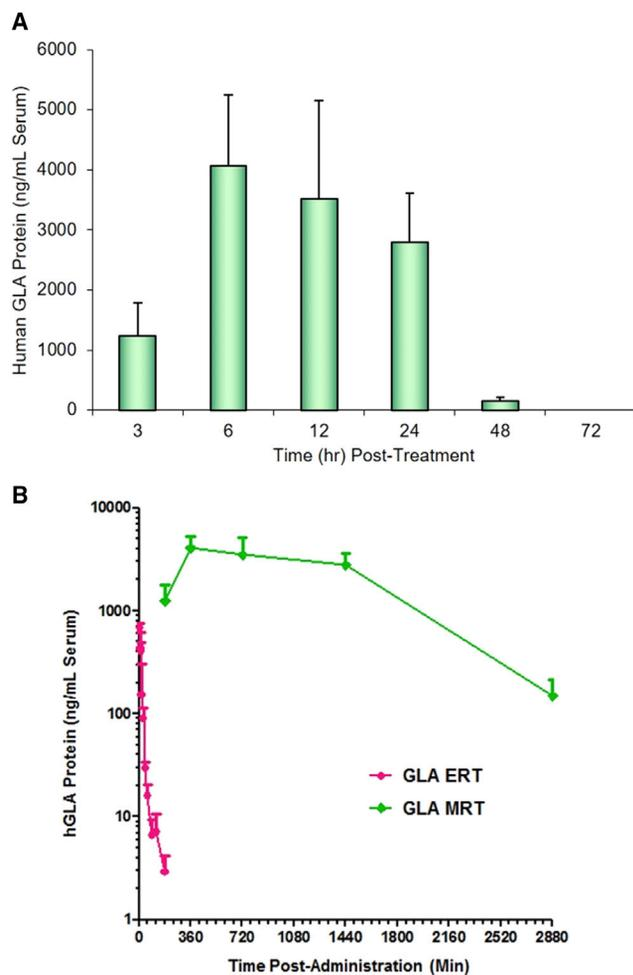 A
6000
5000
4000
3000
2000
1000
0
Human GLA Protein (ng/mL Serum)
3 6 12 24 48 72
Time (hr) Post-Treatment
B
10000
1000
100
10
1
hGLA Protein (ng/mL Serum)
GLA ERT
GLA MRT
0 360 720 1080 1440 1800 2160 2520 2880
Time Post-Administration (Min)